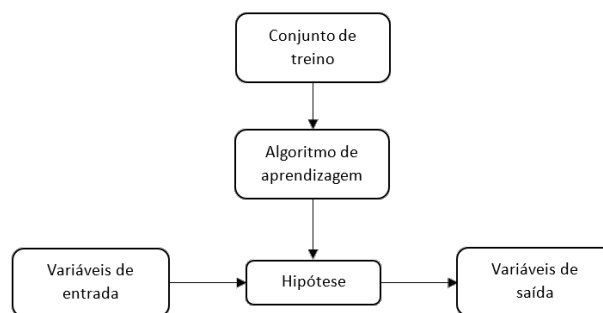 Conjunto de
treino
Algoritmo de
aprendizagem
Variáveis de
entrada
Hipótese
Variáveis de
saída